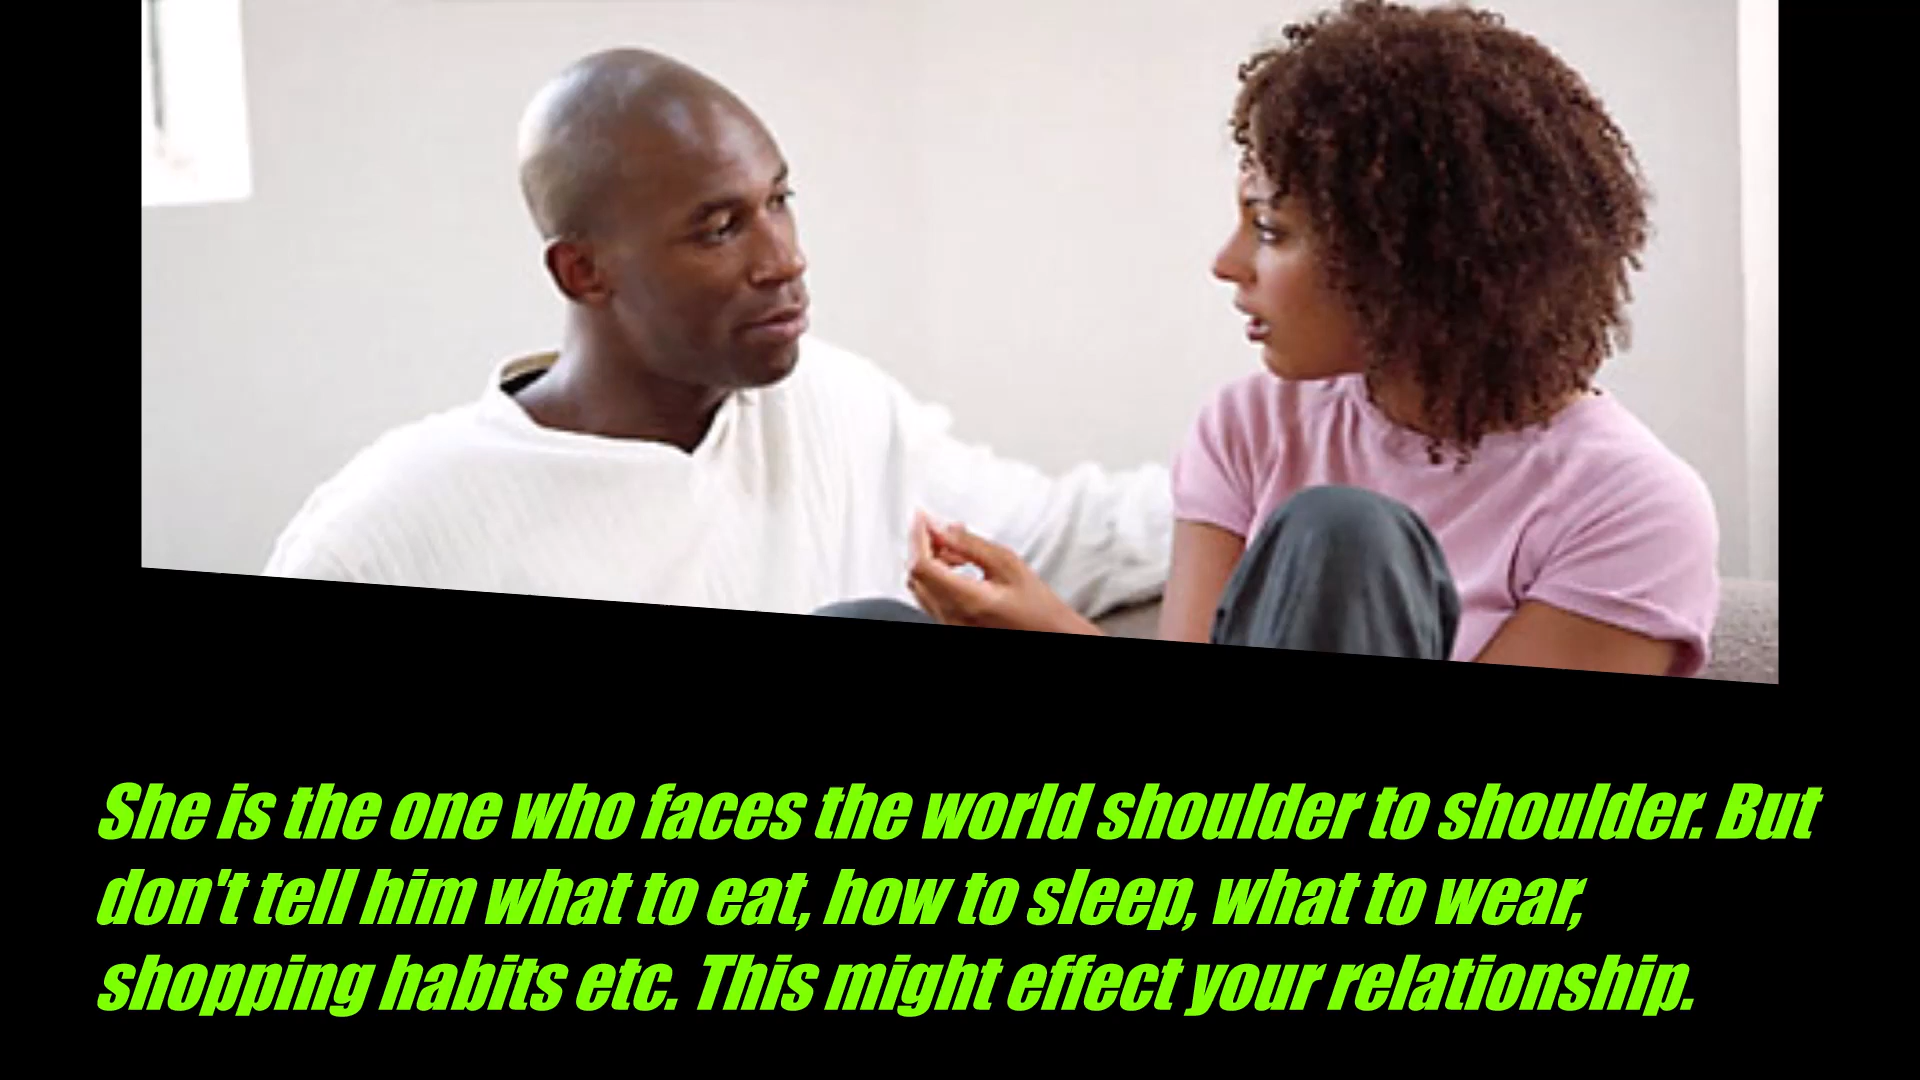 She is the one who faces the world shoulder to shoulder. But
don't tell him what to eat, how to sleep, what to wear,
shopping habits etc. This might effect your relationship.